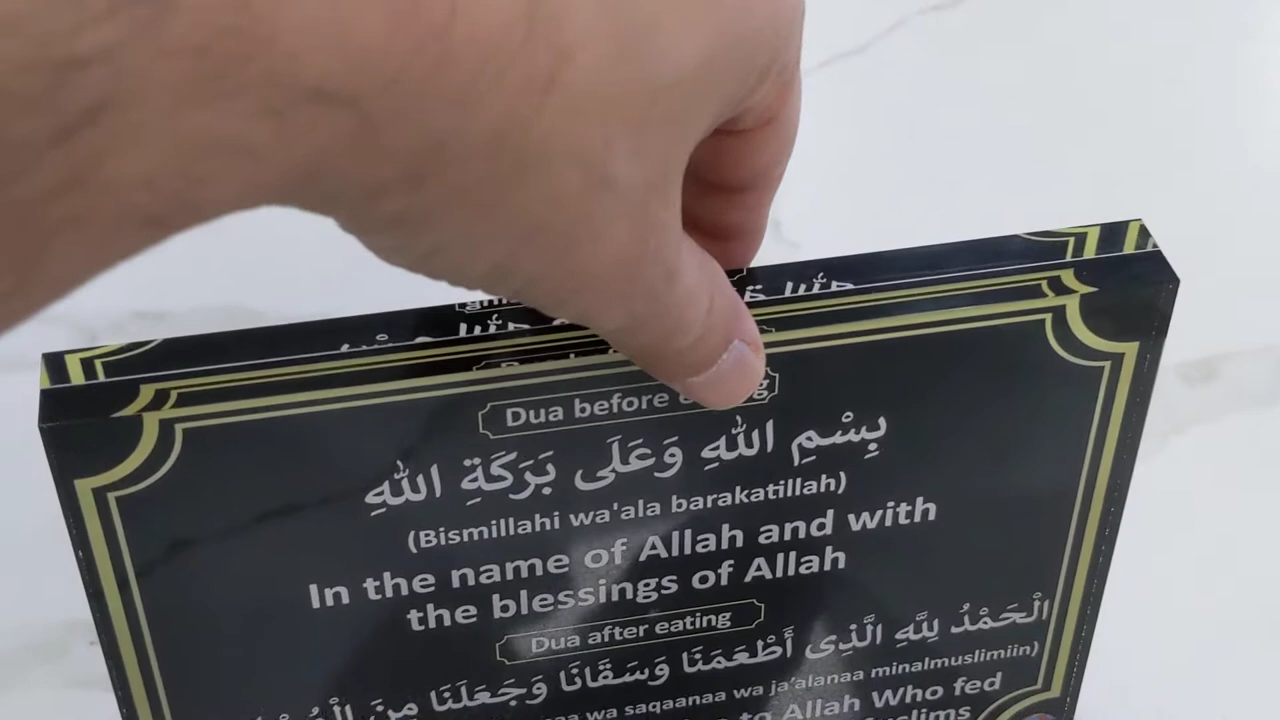 Dua before
بِسْمِ اللهِ وَعَلَى بَرَكَةِ اللهِ
(Bismillahi wa'ala barakatillah)
In the name of Allah and with
the blessings of Allah
Dua after eating
الْحَمْدُ لِلَّهِ الَّذِى أَطْعَمَنَا وَسَقَانَا وَجَعَلَنَا مِنَ
wa saqaanaa wa ja'alanaa minalmuslimiin)
to Allah Who fed